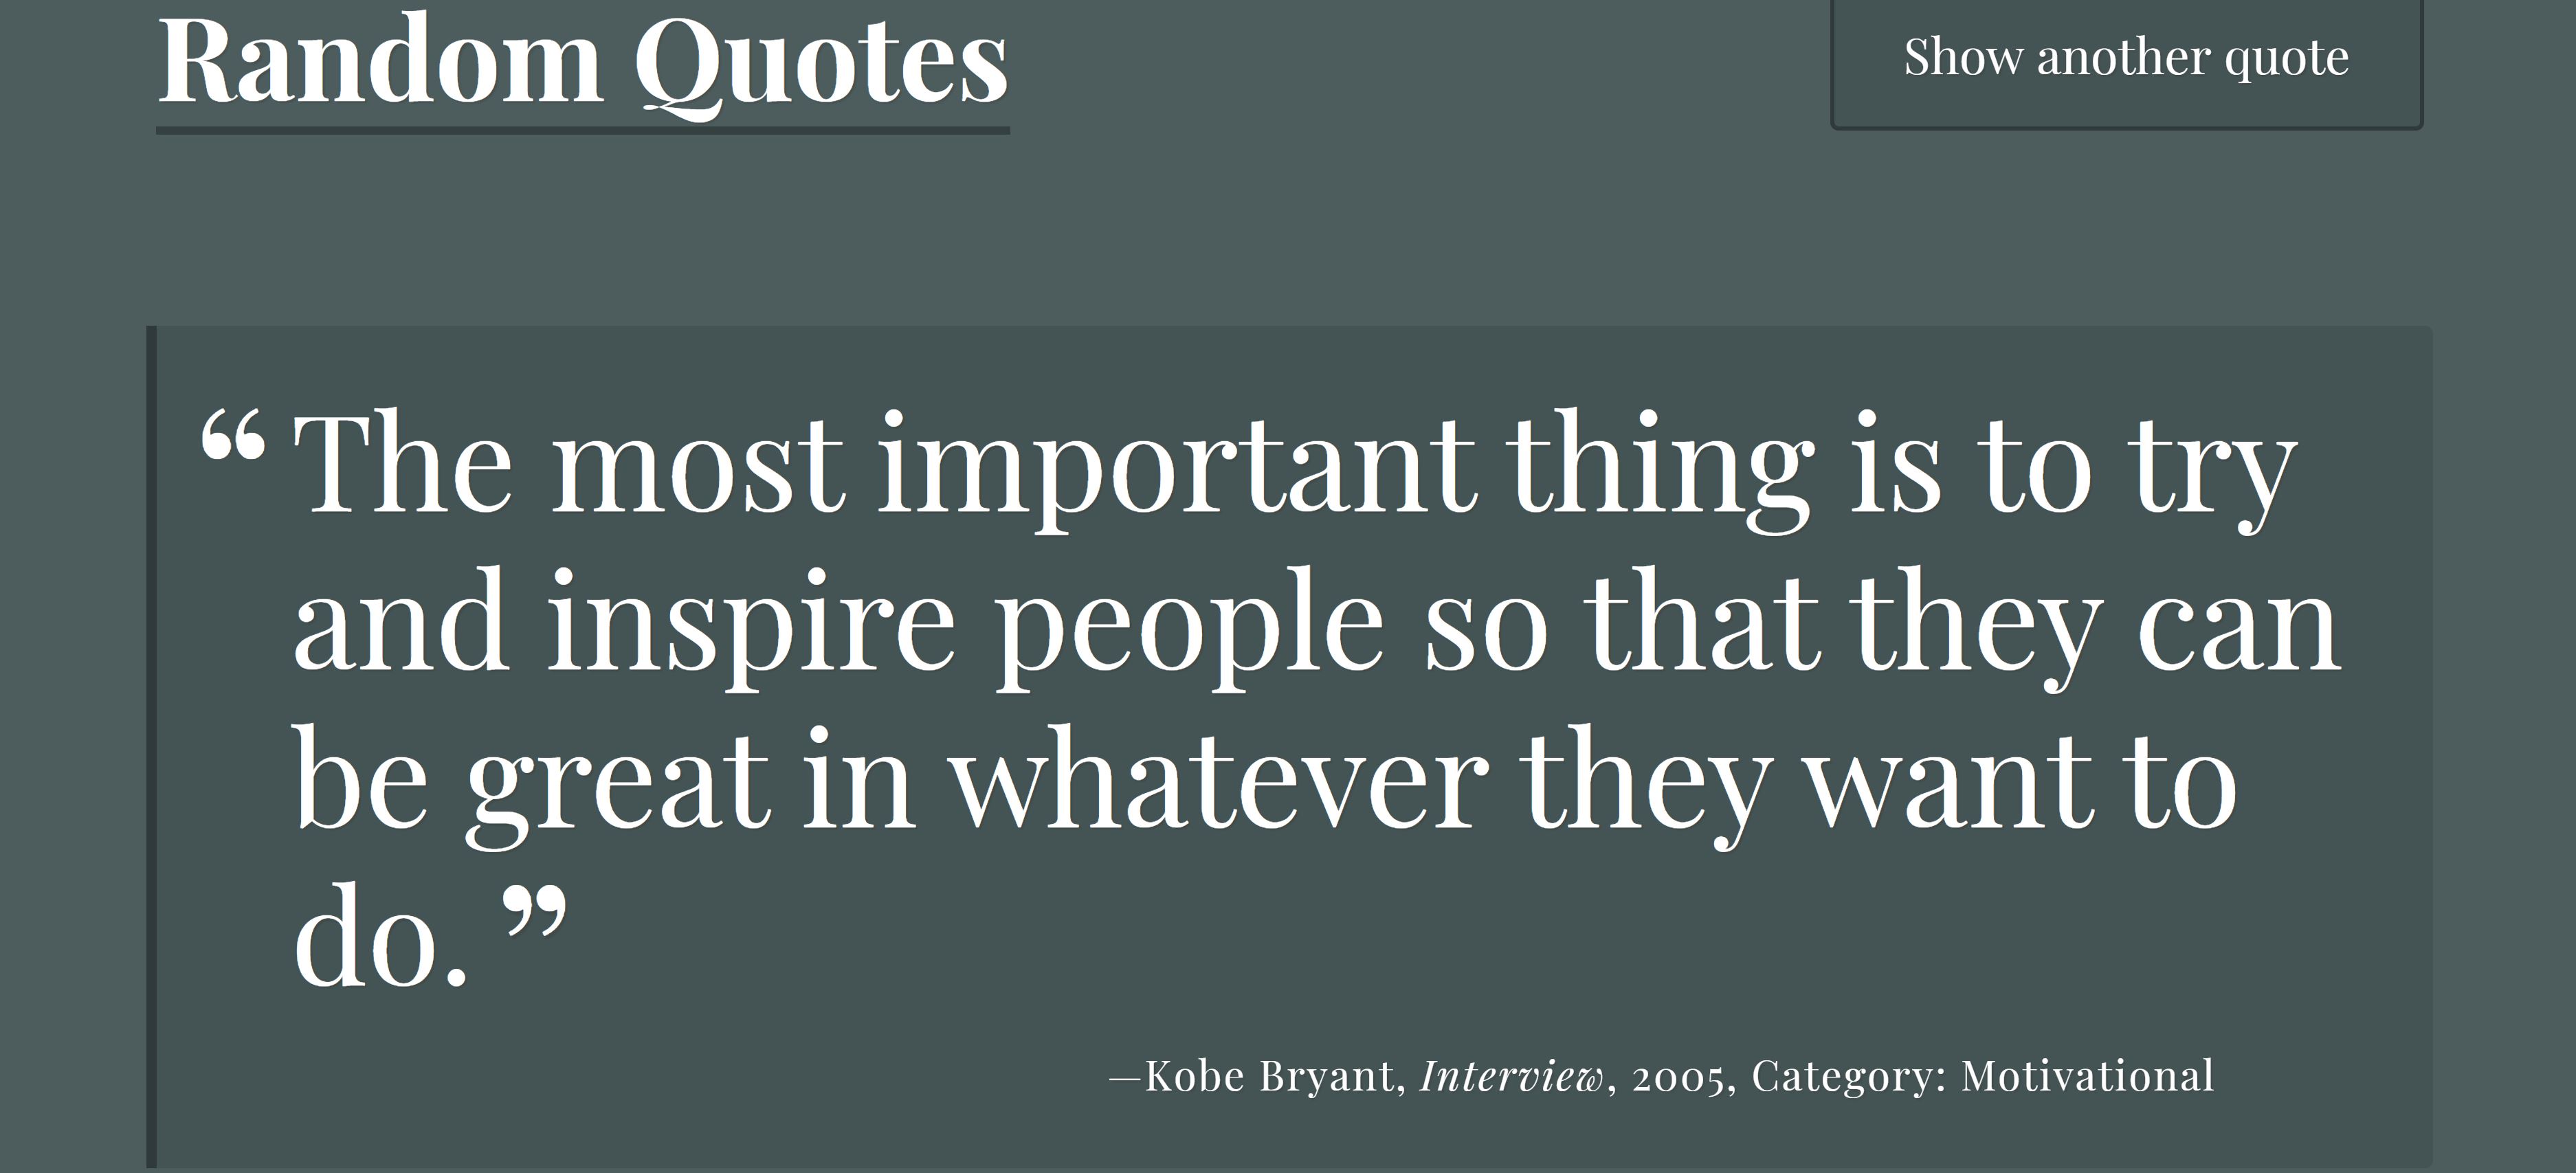 Random Quotes
Show another quote
“The most important thing is to try
and inspire people so that they can
be great in whatever they want to
do.”
—Kobe Bryant, Interview, 2005, Category: Motivational